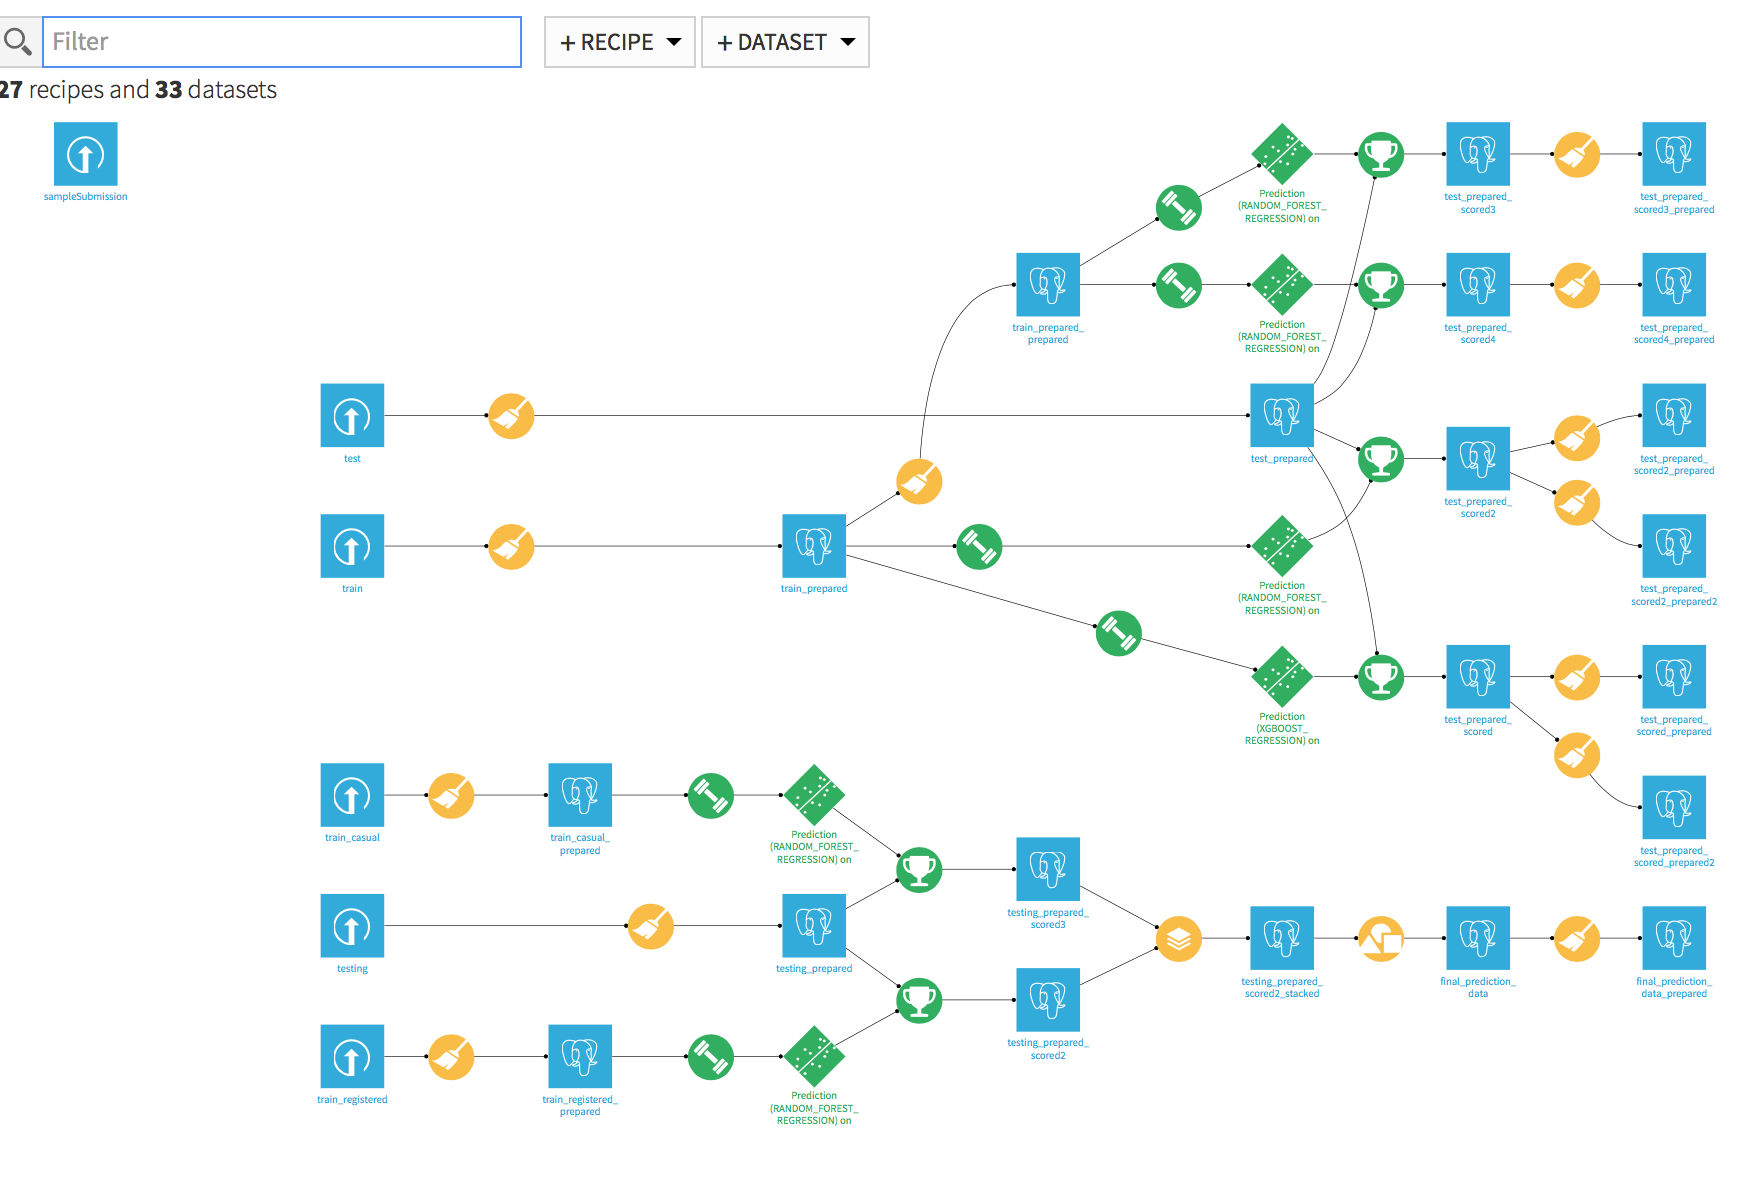 Filter
+ RECIPE
+ DATASET
27 recipes and 33 datasets
sampleSubmission
Prediction
(RANDOM_FOREST_
REGRESSION) on
test_prepared_
scored3
test_prepared_
scored3_prepared
train_prepared_
prepared
Prediction
(RANDOM_FOREST_
REGRESSION) on
test_prepared_
scored4
test_prepared_
scored4_prepared
test
test_prepared
test_prepared_
scored2
test_prepared_
scored2_prepared
train
train_prepared
Prediction
(RANDOM_FOREST_
REGRESSION) on
test_prepared_
scored2_prepared2
Prediction
(XGBOOST_
REGRESSION) on
test_prepared_
scored
test_prepared_
scored_prepared
test_prepared_
scored_prepared2
train_casual
train_casual_
prepared
Prediction
(RANDOM_FOREST_
REGRESSION) on
testing_prepared_
scored3
testing
testing_prepared
testing_prepared_
scored2_stacked
final_prediction_
data
final_prediction_
data_prepared
testing_prepared_
scored2
train_registered
train_registered_
prepared
Prediction
(RANDOM_FOREST_
REGRESSION) on